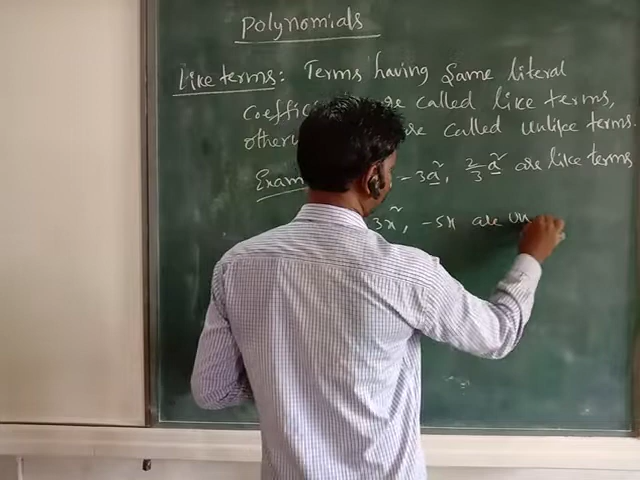 Polynomials
Like terms: Terms having same literal
coeffic are called like terms,
otherw are called unlike terms.
Exam -3a², 2/3 a² are like terms
3x², -5x are un